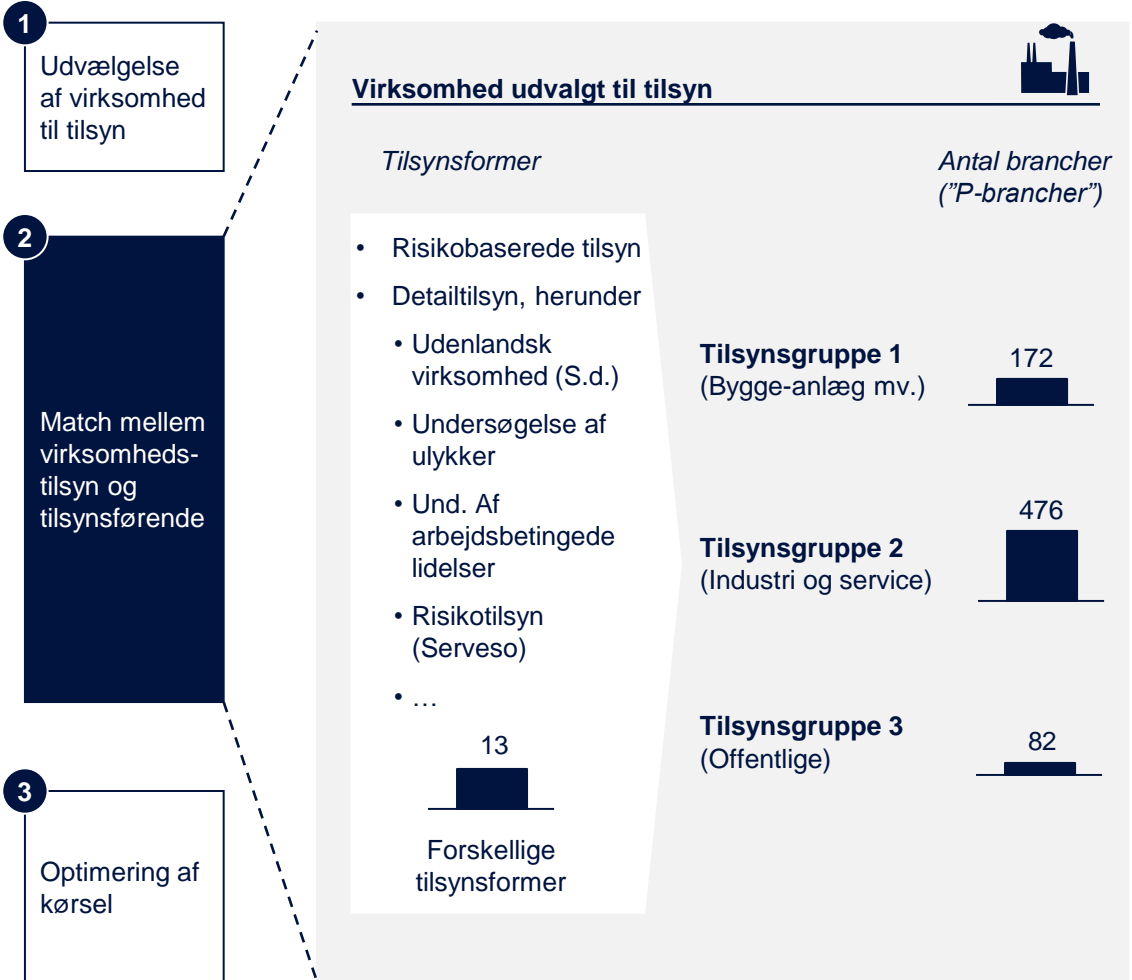 1
Udvælgelse
af virksomhed
til tilsyn
2
Match mellem
virksomheds-
tilsyn og
tilsynsførende
3
Optimering af
kørsel
Virksomhed udvalgt til tilsyn
Tilsynsformer
• Risikobaserede tilsyn
• Detailtilsyn, herunder
• Udenlandsk
virksomhed (S.d.)
• Undersøgelse af
ulykker
• Und. Af
arbejdsbetingede
lidelser
• Risikotilsyn
(Serveso)
• …
13
Forskellige
tilsynsformer
Antal brancher
("P-brancher")
Tilsynsgruppe 1
(Bygge-anlæg mv.)
172
Tilsynsgruppe 2
(Industri og service)
476
Tilsynsgruppe 3
(Offentlige)
82